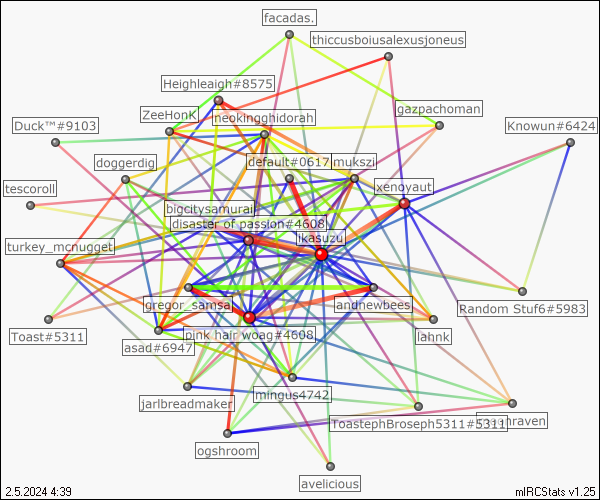 facadas.
thiccusboiusalexusjoneus
Heighleaigh#8575
gazpachoman
ZeeHonK
neokingghidorah
Duck™#9103
Knowun#6424
doggerdig
default#0617
mukszi
tescoroll
xenoyaut
bigcitysamurai
disaster of passion#4608
ikasuzu
turkey_mcnugget
gregor_samsa
andnewbees
Random Stuf6#5983
Toast#5311
asad#6947
pink hair woag#4608
lahnk
mingus4742
jarlbreadmaker
ToastephBroseph5311#5311
hraven
ogshroom
avelicious
2.5.2024 4:39
mIRCStats v1.25